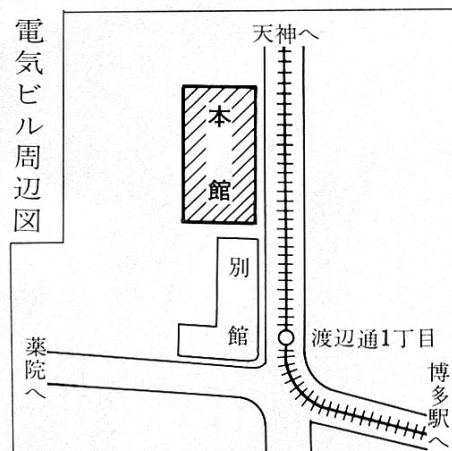 電気ビル周辺図
天神へ
本館
別館
渡辺通1丁目
薬院へ
博多駅へ